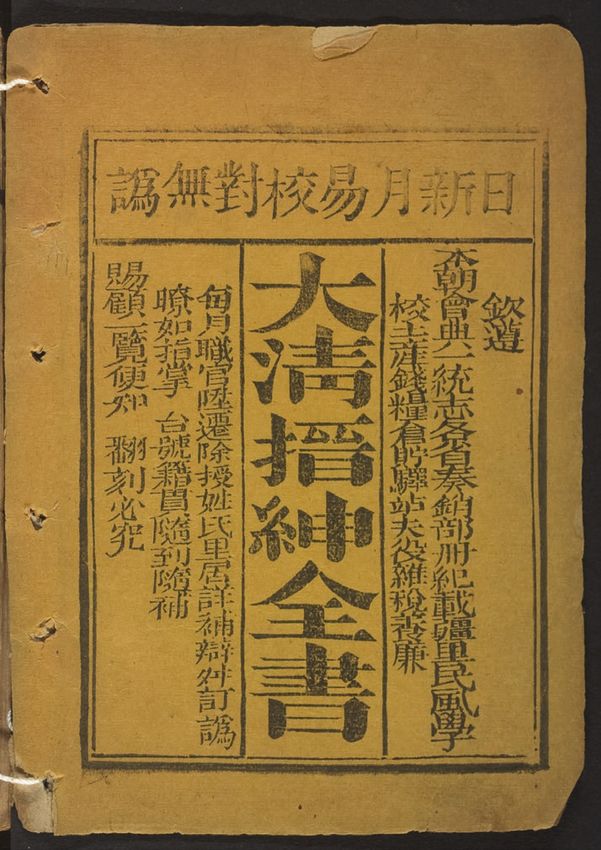 日新月易校對無譌
欽遵
本朝會典一統志各省奏銷部冊紀載疆里民風學
校土産錢糧倉貯驛站夫役雜稅養廉
大清搢紳全書
每月職官陞遷除授姓氏里居詳補辯舛訂譌
瞭如指掌 台號籍貫隨到隨補
賜顧一覽便知 翻刻必究